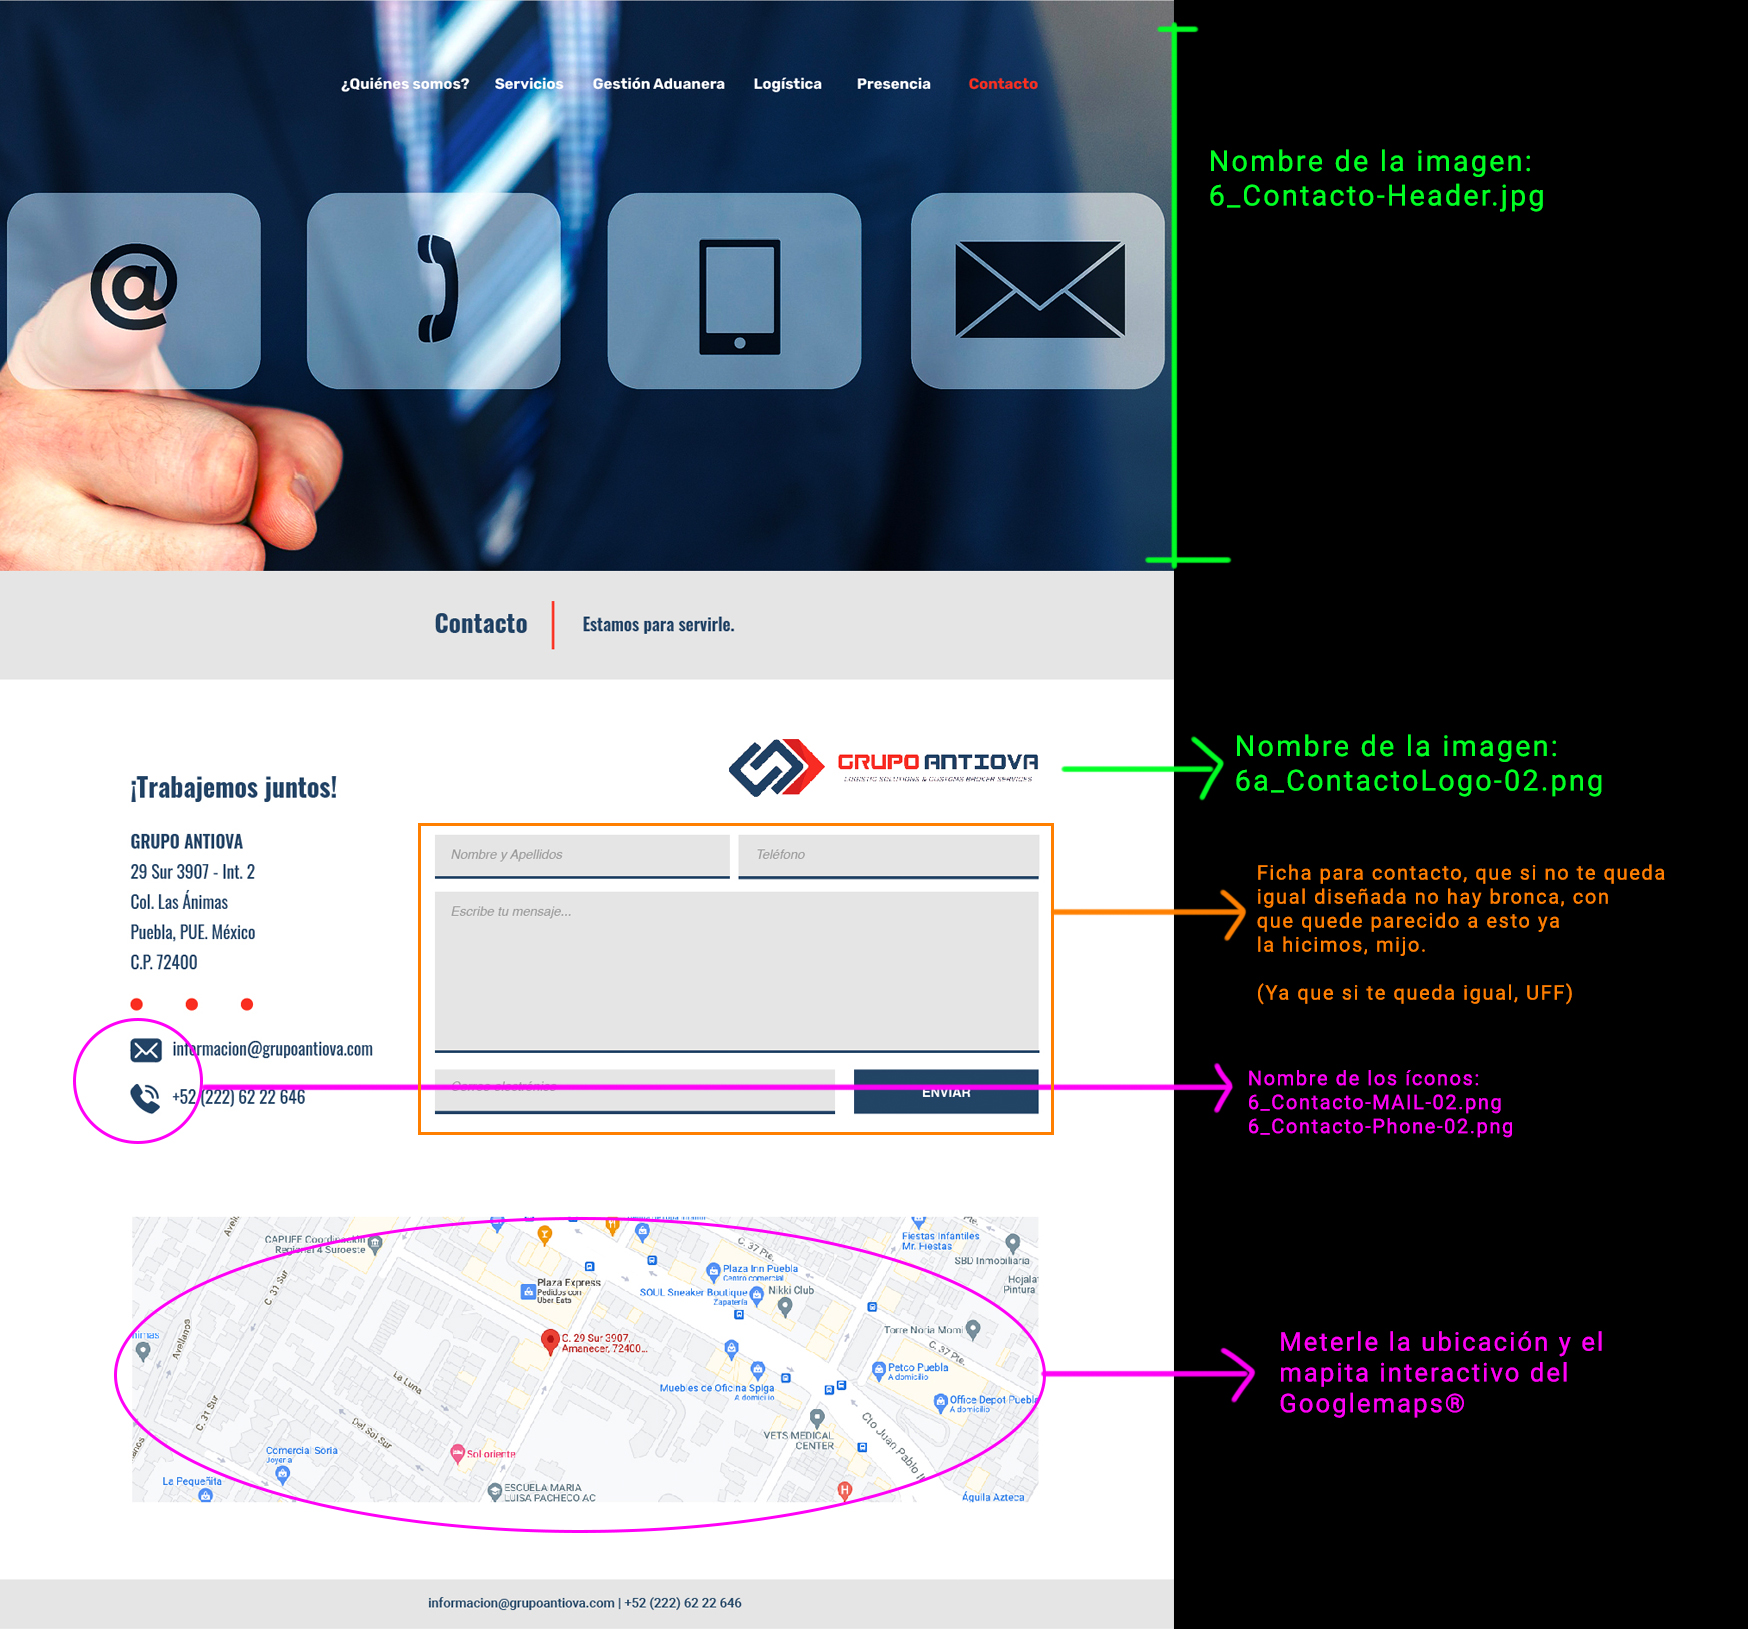 ¿Quiénes somos? Servicios Gestión Aduanera Logística Presencia Contacto
Nombre de la imagen:
6_Contacto-Header.jpg
@
Contacto Estamos para servirle.
GRUPO ANTIOVA
LOGISTIC SOLUTIONS & CUSTOMS BROKER SERVICES
Nombre de la imagen:
6a_ContactoLogo-02.png
¡Trabajemos juntos!
GRUPO ANTIOVA
29 Sur 3907 - Int. 2
Col. Las Ánimas
Puebla, PUE. México
C.P. 72400
informacion@grupoantiova.com
+52 (222) 62 22 646
Nombre y Apellidos
Teléfono
Escribe tu mensaje...
Correo electrónico
ENVIAR
Ficha para contacto, que si no te queda
igual diseñada no hay bronca, con
que quede parecido a esto ya
la hicimos, mijo.
(Ya que si te queda igual, UFF)
Nombre de los íconos:
6_Contacto-MAIL-02.png
6_Contacto-Phone-02.png
CAPUFE Coordinación
Regional 4 Suroeste
C. 37 Pte.
Fiestas Infantiles
Mr. Fiestas
SBD Inmobiliaria
Hojala
Pintura
Plaza Inn Puebla
Centro comercial
Plaza Express
Pedidos con
Uber Eats
SOUL Sneaker Boutique
Zapatería
Nikki Club
C. 31 Sur
Avellanos
C. 29 Sur 3907,
Amanecer, 72400...
Torre Noria Momi
C. 37 Pte.
Petco Puebla
A domicilio
La Luna
Muebles de Oficina Spiga
A domicilio
Office Depot Puebla
A domicilio
C. 31 Sur
Del Sol Sur
VETS MEDICAL
CENTER
Cto Juan Pablo II
Comercial Soria
Joyería
Sol oriente
La Pequeñita
ESCUELA MARIA
LUISA PACHECO AC
H
Águila Azteca
Meterle la ubicación y el
mapita interactivo del
Googlemaps®
informacion@grupoantiova.com | +52 (222) 62 22 646